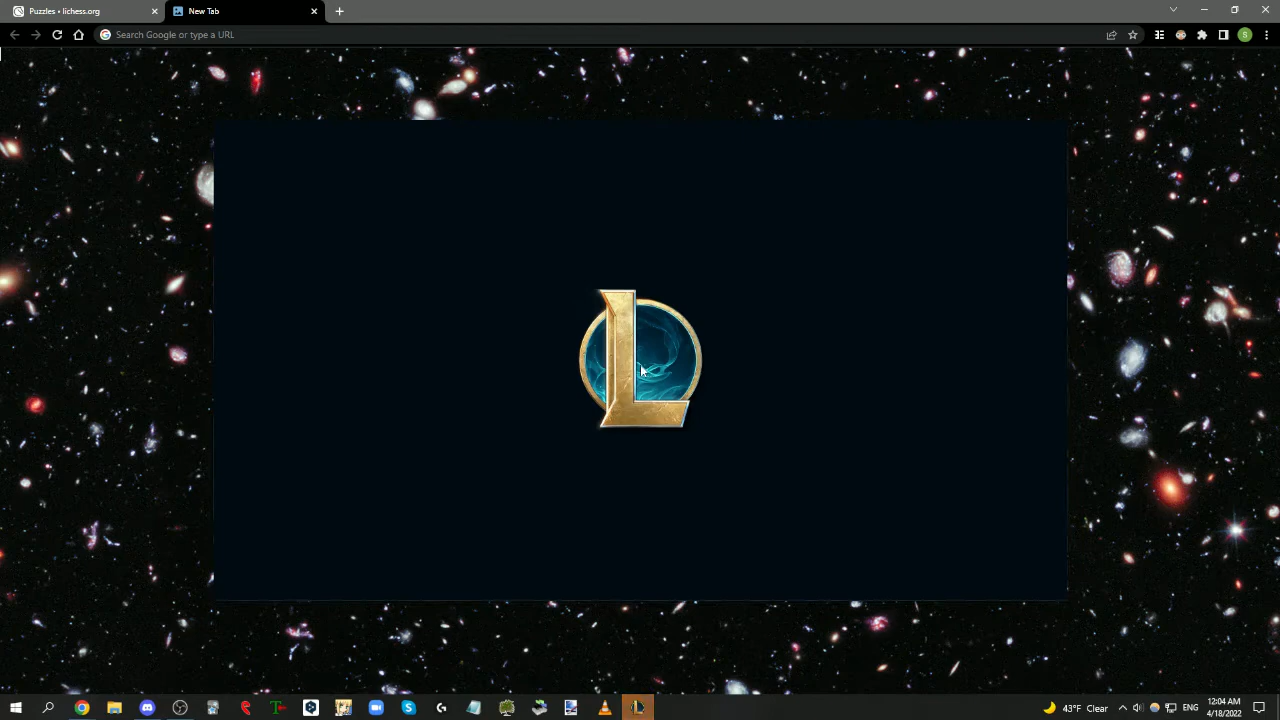 Puzzles • lichess.org
New Tab
Search Google or type a URL
S
L
43°F Clear
ENG
12:04 AM
4/18/2022